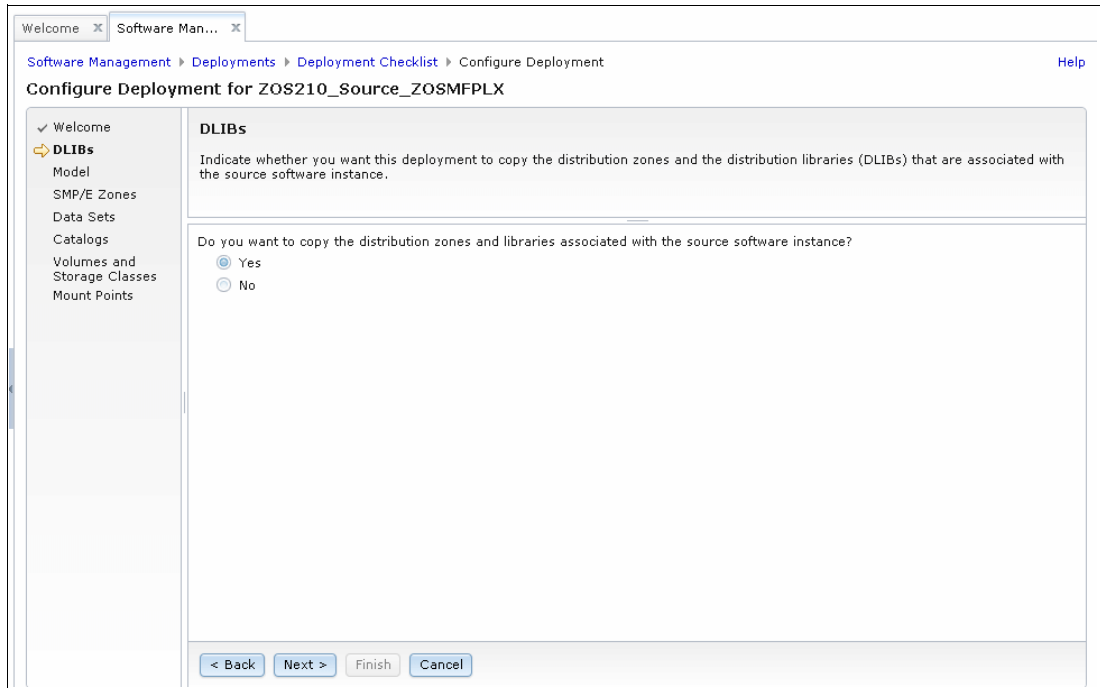 Welcome X Software Man... X
Software Management Deployments Deployment Checklist Configure Deployment Help
Configure Deployment for ZOS210_Source_ZOSMFPLX
Welcome
DLIBs
Model
SMP/E Zones
Data Sets
Catalogs
Volumes and
Storage Classes
Mount Points
DLIBs
Indicate whether you want this deployment to copy the distribution zones and the distribution libraries (DLIBs) that are associated with
the source software instance.
Do you want to copy the distribution zones and libraries associated with the source software instance?
Yes
No
< Back Next > Finish Cancel